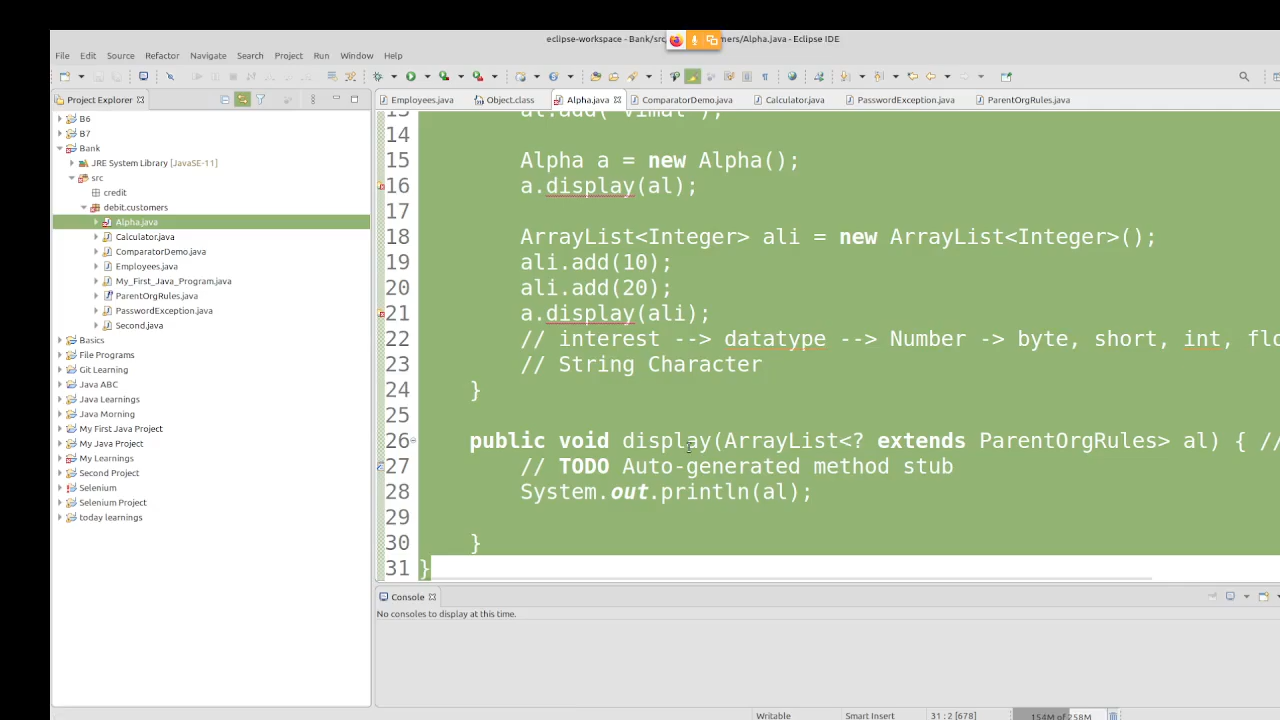 eclipse-workspace - Bank/src mers/Alpha.java - Eclipse IDE
File Edit Source Refactor Navigate Search Project Run Window Help
Project Explorer
Employees.java Object.class Alpha.java ComparatorDemo.java Calculator.java PasswordException.java ParentOrgRules.java
B6
B7
Bank
JRE System Library [JavaSE-11]
src
credit
debit.customers
Alpha.java
Calculator.java
ComparatorDemo.java
Employees.java
My_First_Java_Program.java
ParentOrgRules.java
PasswordException.java
Second.java
Basics
File Programs
Git Learning
Java ABC
Java Learnings
Java Morning
My First Java Project
My Java Project
My Learnings
Second Project
Selenium
Selenium Project
today learnings
13 al.add("Vimal");
14
15 Alpha a = new Alpha();
16 a.display(al);
17
18 ArrayList<Integer> ali = new ArrayList<Integer>();
19 ali.add(10);
20 ali.add(20);
21 a.display(ali);
22 // interest --> datatype --> Number -> byte, short, int, flo
23 // String Character
24 }
25
26 public void display(ArrayList<? extends ParentOrgRules> al) { //
27 // TODO Auto-generated method stub
28 System.out.println(al);
29
30 }
31 }
Console
No consoles to display at this time.
Writable Smart Insert 31 : 2 [678] 154M of 258M